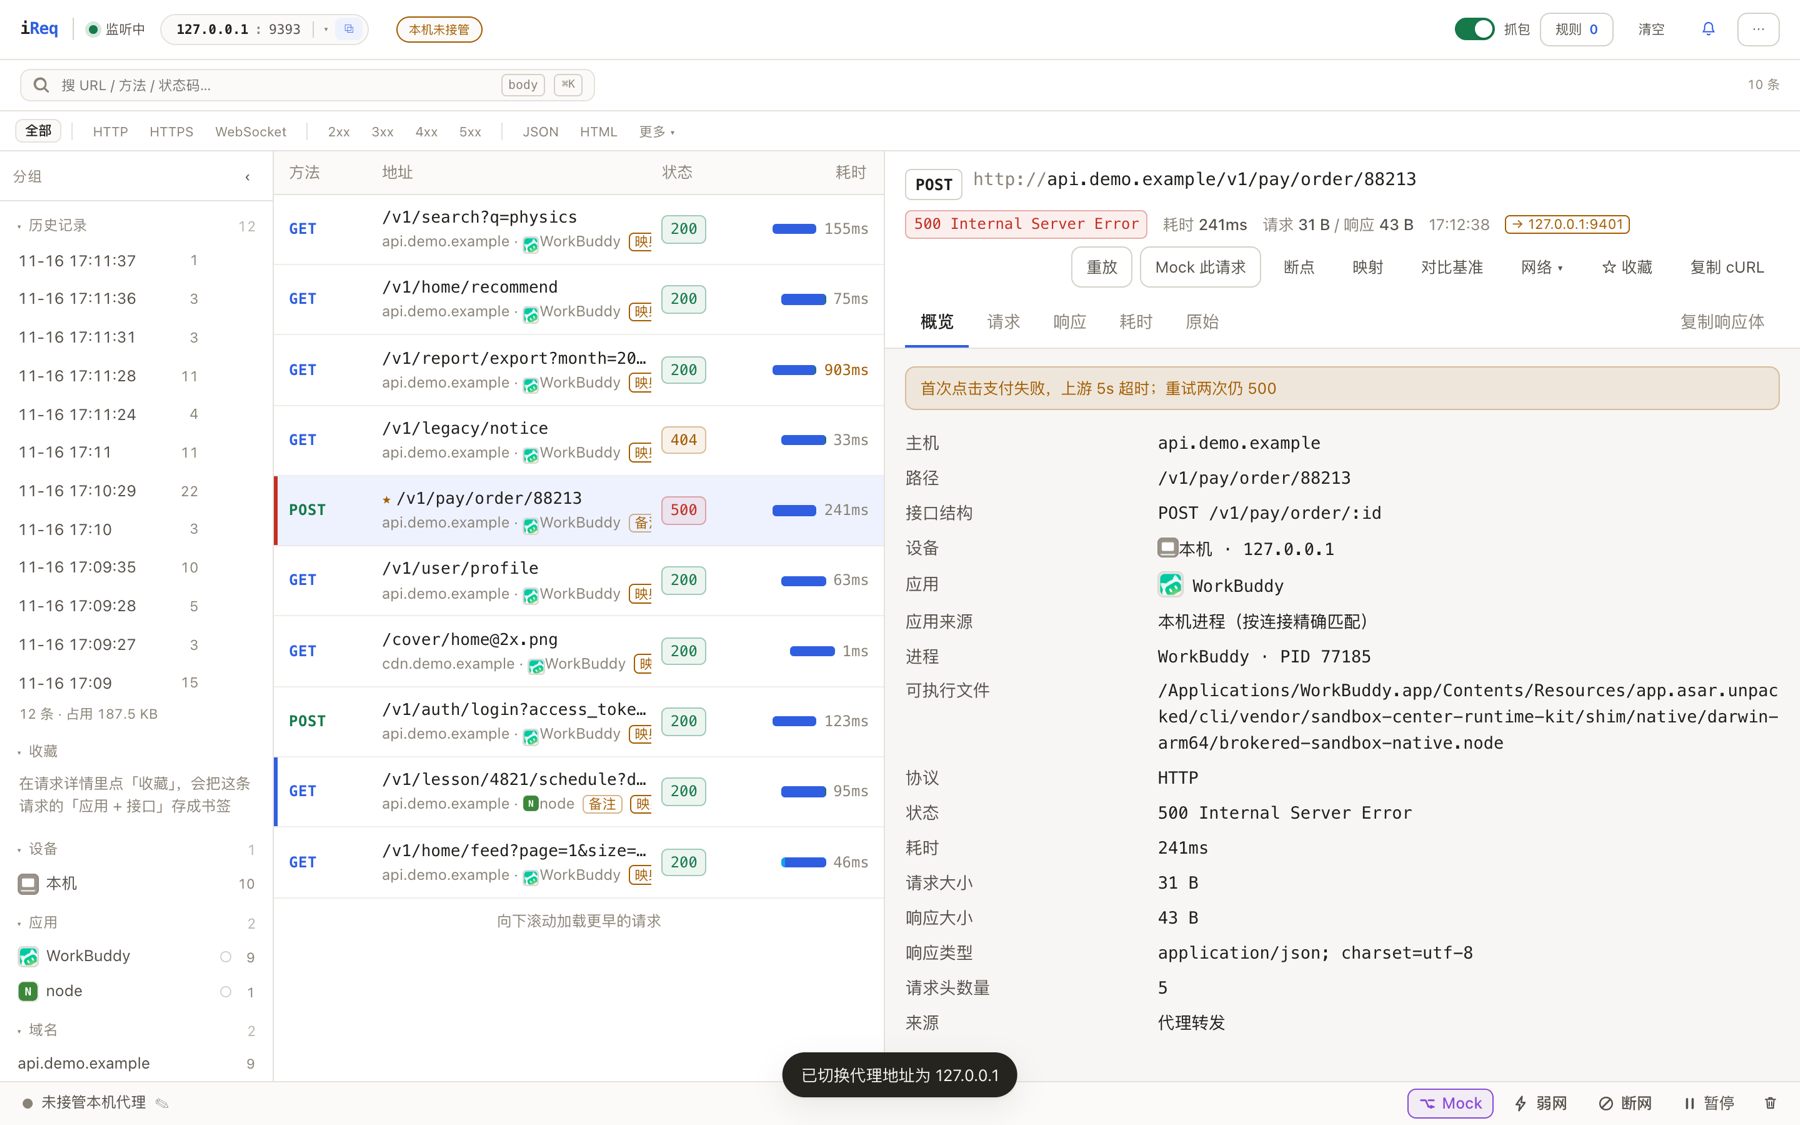 iReq
监听中
127.0.0.1 : 9393
本机未接管
抓包
规则 0
清空
搜 URL / 方法 / 状态码...
body
⌘K
10 条
全部
HTTP
HTTPS
WebSocket
2xx
3xx
4xx
5xx
JSON
HTML
更多
分组
历史记录 12
11-16 17:11:37 1
11-16 17:11:36 3
11-16 17:11:31 3
11-16 17:11:28 11
11-16 17:11:24 4
11-16 17:11 11
11-16 17:10:29 22
11-16 17:10 3
11-16 17:09:35 10
11-16 17:09:28 5
11-16 17:09:27 3
11-16 17:09 15
12 条 · 占用 187.5 KB
收藏
在请求详情里点「收藏」，会把这条
请求的「应用 + 接口」存成书签
设备 1
本机 10
应用 2
WorkBuddy 9
N node 1
域名 2
api.demo.example 9
方法 地址 状态 耗时
GET /v1/search?q=physics 200 155ms
api.demo.example · WorkBuddy 映
GET /v1/home/recommend 200 75ms
api.demo.example · WorkBuddy 映
GET /v1/report/export?month=20… 200 903ms
api.demo.example · WorkBuddy 映
GET /v1/legacy/notice 404 33ms
api.demo.example · WorkBuddy 映
POST ★ /v1/pay/order/88213 500 241ms
api.demo.example · WorkBuddy 备
GET /v1/user/profile 200 63ms
api.demo.example · WorkBuddy 映
GET /cover/home@2x.png 200 1ms
cdn.demo.example · WorkBuddy 映
POST /v1/auth/login?access_toke… 200 123ms
api.demo.example · WorkBuddy 映
GET /v1/lesson/4821/schedule?d… 200 95ms
api.demo.example · N node 备注 映
GET /v1/home/feed?page=1&size=… 200 46ms
api.demo.example · WorkBuddy 映
向下滚动加载更早的请求
POST http://api.demo.example/v1/pay/order/88213
500 Internal Server Error 耗时 241ms 请求 31 B / 响应 43 B 17:12:38 → 127.0.0.1:9401
重放 Mock 此请求 断点 映射 对比基准 网络 ☆ 收藏 复制 cURL
概览 请求 响应 耗时 原始 复制响应体
首次点击支付失败，上游 5s 超时；重试两次仍 500
主机 api.demo.example
路径 /v1/pay/order/88213
接口结构 POST /v1/pay/order/:id
设备 本机 · 127.0.0.1
应用 WorkBuddy
应用来源 本机进程（按连接精确匹配）
进程 WorkBuddy · PID 77185
可执行文件 /Applications/WorkBuddy.app/Contents/Resources/app.asar.unpac
ked/cli/vendor/sandbox-center-runtime-kit/shim/native/darwin-
arm64/brokered-sandbox-native.node
协议 HTTP
状态 500 Internal Server Error
耗时 241ms
请求大小 31 B
响应大小 43 B
响应类型 application/json; charset=utf-8
请求头数量 5
来源 代理转发
已切换代理地址为 127.0.0.1
未接管本机代理
Mock
弱网
断网
暂停